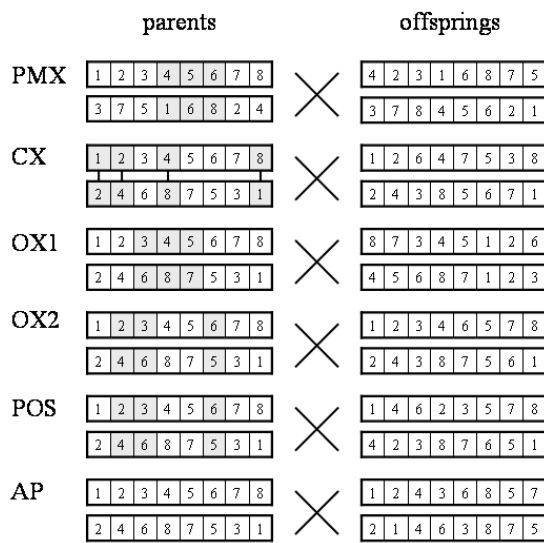 parents offsprings
PMX 1 2 3 4 5 6 7 8 4 2 3 1 6 8 7 5
3 7 5 1 6 8 2 4 3 7 8 4 5 6 2 1
CX 1 2 3 4 5 6 7 8 1 2 6 4 7 5 3 8
2 4 6 8 7 5 3 1 2 4 3 8 5 6 7 1
OX1 1 2 3 4 5 6 7 8 8 7 3 4 5 1 2 6
2 4 6 8 7 5 3 1 4 5 6 8 7 1 2 3
OX2 1 2 3 4 5 6 7 8 1 2 3 4 6 5 7 8
2 4 6 8 7 5 3 1 2 4 3 8 7 5 6 1
POS 1 2 3 4 5 6 7 8 1 4 6 2 3 5 7 8
2 4 6 8 7 5 3 1 4 2 3 8 7 6 5 1
AP 1 2 3 4 5 6 7 8 1 2 4 3 6 8 5 7
2 4 6 8 7 5 3 1 2 1 4 6 3 8 7 5